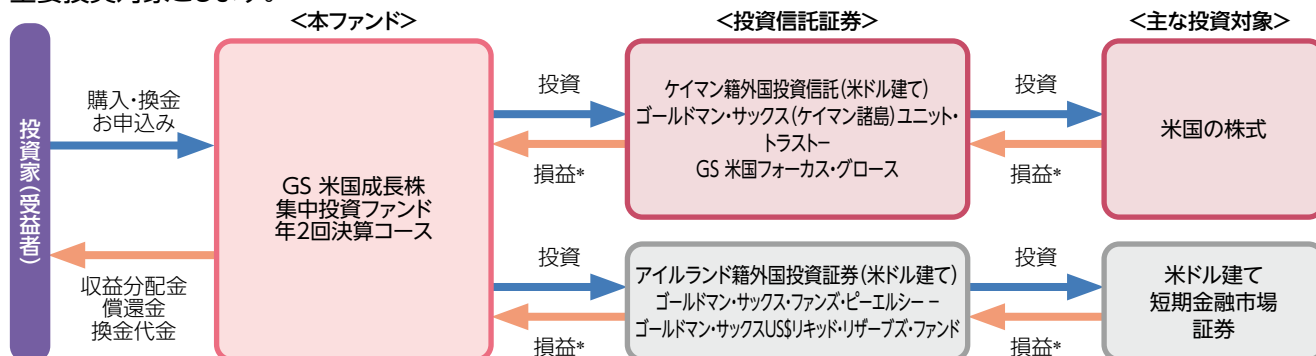 ＜本ファンド＞
＜投資信託証券＞
＜主な投資対象＞
投資家(受益者)
購入・換金
お申込み
収益分配金
償還金
換金代金
GS 米国成長株
集中投資ファンド
年2回決算コース
投資
損益*
投資
損益*
ケイマン籍外国投資信託(米ドル建て)
ゴールドマン・サックス(ケイマン諸島)ユニット・
トラストー
GS 米国フォーカス・グロース
アイルランド籍外国投資証券(米ドル建て)
ゴールドマン・サックス・ファンズ・ピーエルシー −
ゴールドマン・サックスUS$リキッド・リザーブズ・ファンド
投資
損益*
投資
損益*
米国の株式
米ドル建て
短期金融市場
証券